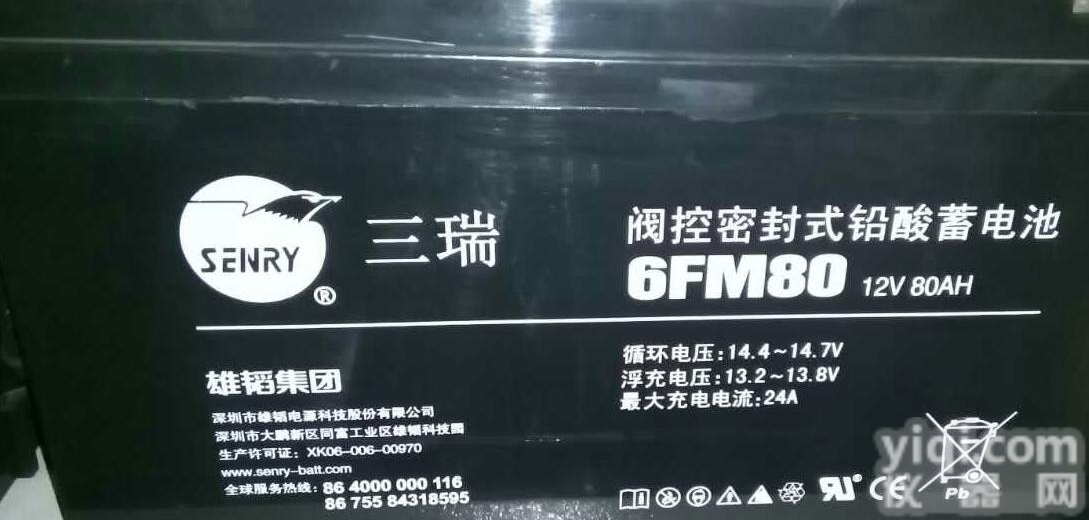 SENRY
®
三瑞
阀控密封式铅酸蓄电池
6FM80 12V 80AH
循环电压:14.4~14.7V
浮充电压:13.2~13.8V
最大充电电流:24A
雄韬集团
深圳市雄韬电源科技股份有限公司
深圳市大鹏新区同富工业区雄韬科技园
生产许可证: XK06-006-00970
www.senry-batt.com
全球服务热线: 86 4000 000 116
86 755 84318595
CE
Pb
仪器网